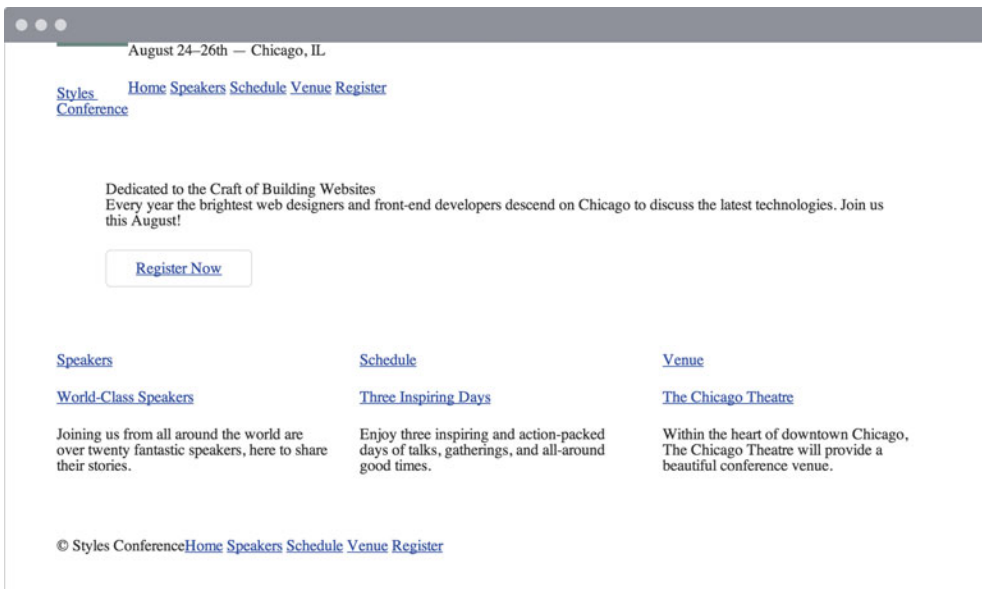 August 24–26th — Chicago, IL
Home Speakers Schedule Venue Register
Styles
Conference
Dedicated to the Craft of Building Websites
Every year the brightest web designers and front-end developers descend on Chicago to discuss the latest technologies. Join us
this August!
Register Now
Speakers
World-Class Speakers
Joining us from all around the world are
over twenty fantastic speakers, here to share
their stories.
Schedule
Three Inspiring Days
Enjoy three inspiring and action-packed
days of talks, gatherings, and all-around
good times.
Venue
The Chicago Theatre
Within the heart of downtown Chicago,
The Chicago Theatre will provide a
beautiful conference venue.
© Styles ConferenceHome Speakers Schedule Venue Register